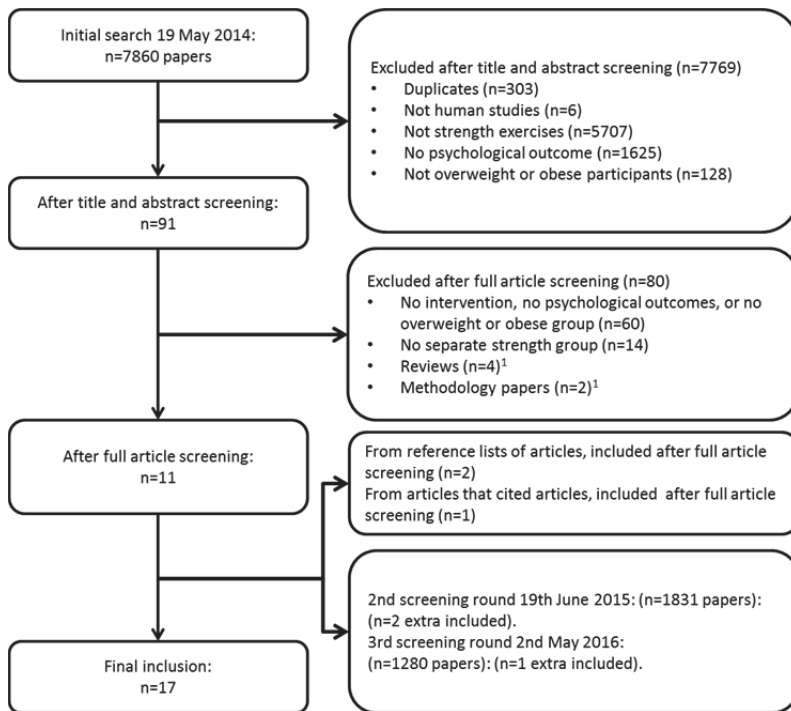 Initial search 19 May 2014:
n=7860 papers
Excluded after title and abstract screening (n=7769)
• Duplicates (n=303)
• Not human studies (n=6)
• Not strength exercises (n=5707)
• No psychological outcome (n=1625)
• Not overweight or obese participants (n=128)
After title and abstract screening:
n=91
Excluded after full article screening (n=80)
• No intervention, no psychological outcomes, or no
overweight or obese group (n=60)
• No separate strength group (n=14)
• Reviews (n=4)¹
• Methodology papers (n=2)¹
After full article screening:
n=11
From reference lists of articles, included after full article
screening (n=2)
From articles that cited articles, included after full article
screening (n=1)
2nd screening round 19th June 2015: (n=1831 papers):
(n=2 extra included).
3rd screening round 2nd May 2016:
(n=1280 papers): (n=1 extra included).
Final inclusion:
n=17